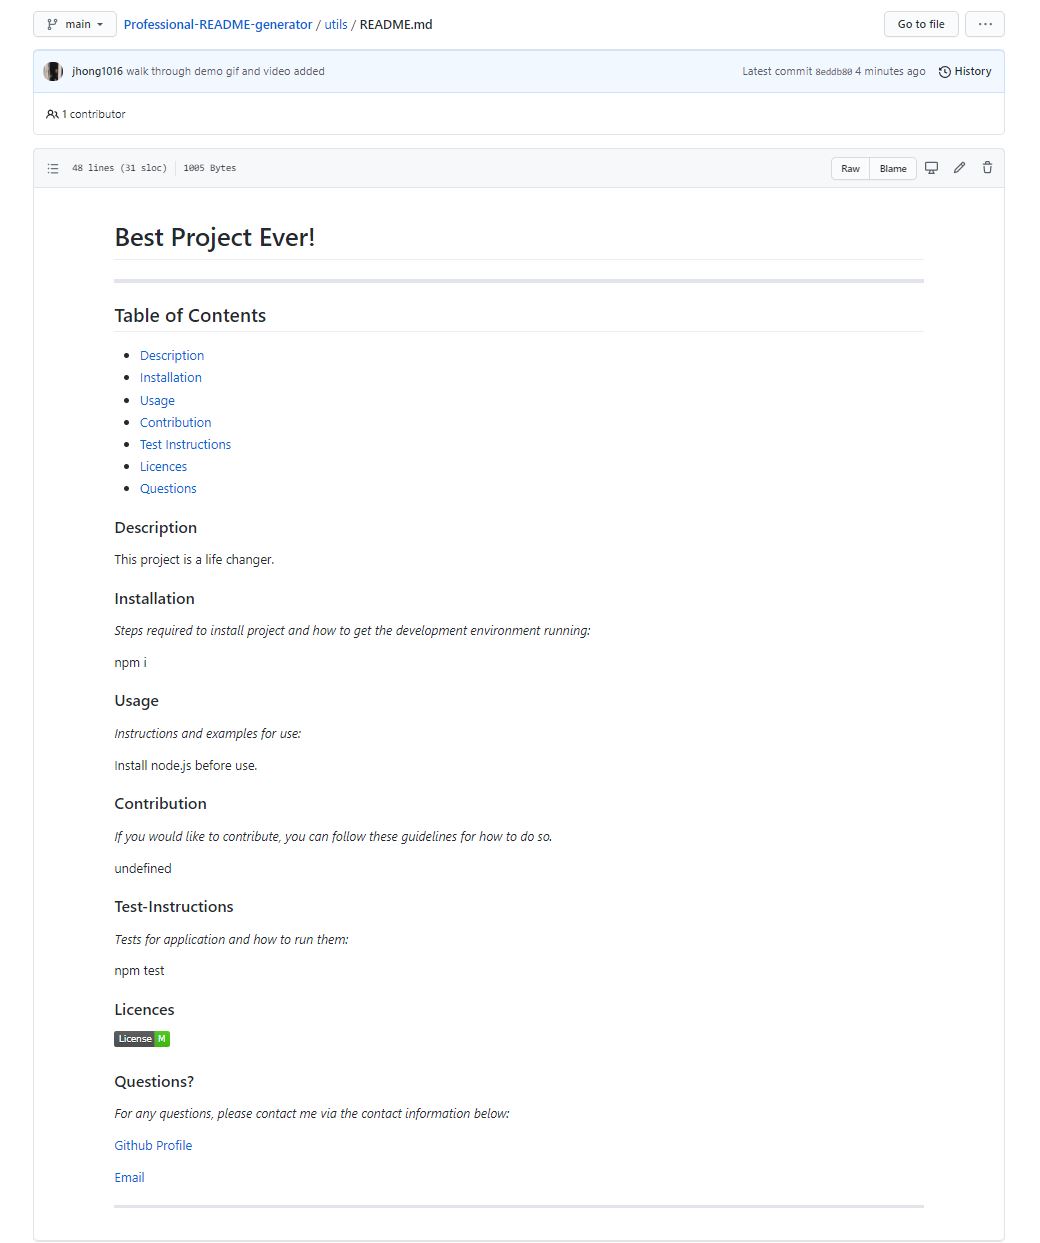 main Professional-README-generator / utils / README.md Go to file ...
jhong1016 walk through demo gif and video added Latest commit 8eddb80 4 minutes ago History
1 contributor
48 lines (31 sloc) 1005 Bytes Raw Blame
Best Project Ever!
Table of Contents
• Description
• Installation
• Usage
• Contribution
• Test Instructions
• Licences
• Questions
Description
This project is a life changer.
Installation
Steps required to install project and how to get the development environment running:
npm i
Usage
Instructions and examples for use:
Install node.js before use.
Contribution
If you would like to contribute, you can follow these guidelines for how to do so.
undefined
Test-Instructions
Tests for application and how to run them:
npm test
Licences
License M
Questions?
For any questions, please contact me via the contact information below:
Github Profile
Email